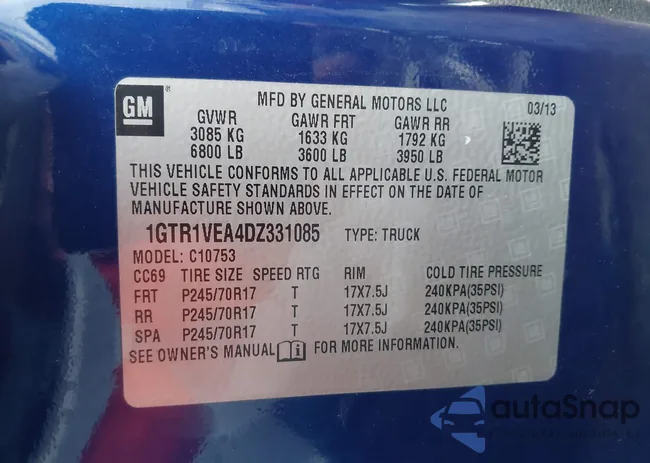 GM
MFD BY GENERAL MOTORS LLC 03/13
GVWR GAWR FRT GAWR RR
3085 KG 1633 KG 1792 KG
6800 LB 3600 LB 3950 LB
THIS VEHICLE CONFORMS TO ALL APPLICABLE U.S. FEDERAL MOTOR
VEHICLE SAFETY STANDARDS IN EFFECT ON THE DATE OF
MANUFACTURE SHOWN ABOVE.
1GTR1VEA4DZ331085 TYPE: TRUCK
MODEL: C10753
CC69 TIRE SIZE SPEED RTG RIM COLD TIRE PRESSURE
FRT P245/70R17 T 17X7.5J 240KPA(35PSI)
RR P245/70R17 T 17X7.5J 240KPA(35PSI)
SPA P245/70R17 T 17X7.5J 240KPA(35PSI)
SEE OWNER'S MANUAL FOR MORE INFORMATION.
autoSnap